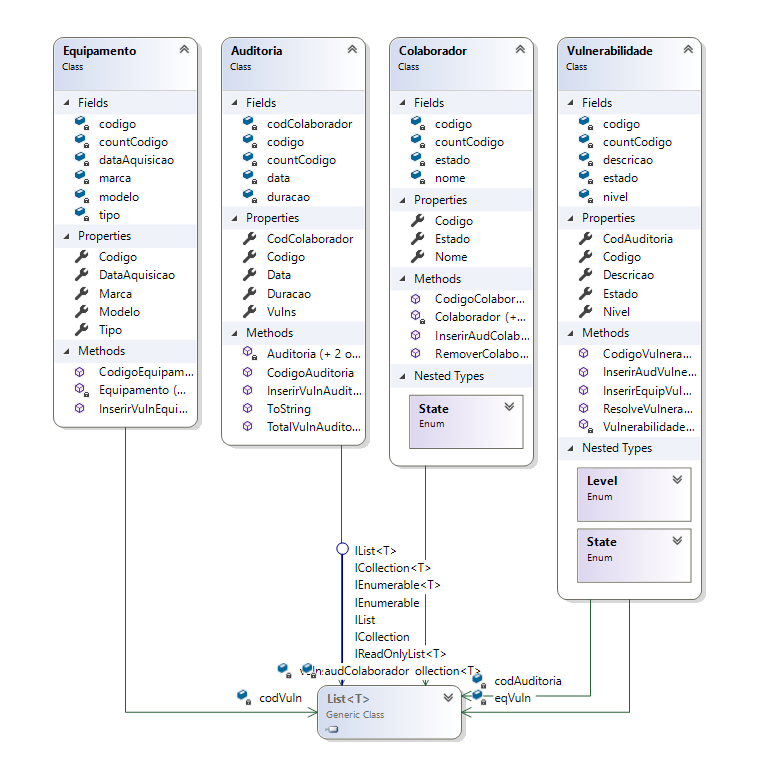 Equipamento
Class
Fields
codigo
countCodigo
dataAquisicao
marca
modelo
tipo
Properties
Codigo
DataAquisicao
Marca
Modelo
Tipo
Methods
CodigoEquipam...
Equipamento (...
InserirVulnEqui...
Auditoria
Class
Fields
codColaborador
codigo
countCodigo
data
duracao
Properties
CodColaborador
Codigo
Data
Duracao
Vulns
Methods
Auditoria (+ 2 o...
CodigoAuditoria
InserirVulnAudit...
ToString
TotalVulnAudito...
Colaborador
Class
Fields
codigo
countCodigo
estado
nome
Properties
Codigo
Estado
Nome
Methods
CodigoColabor...
Colaborador (+...
InserirAudColab...
RemoverColabo...
Nested Types
State
Enum
Vulnerabilidade
Class
Fields
codigo
countCodigo
descricao
estado
nivel
Properties
CodAuditoria
Codigo
Descricao
Estado
Nivel
Methods
CodigoVulnera...
InserirAudVulne...
InserirEquipVul...
ResolveVulnera...
Vulnerabilidade...
Nested Types
Level
Enum
State
Enum
IList<T>
ICollection<T>
IEnumerable<T>
IEnumerable
IList
ICollection
IReadOnlyList<T>
audColaborador ollection<T>
codAuditoria
codVuln
eqVuln
List<T>
Generic Class